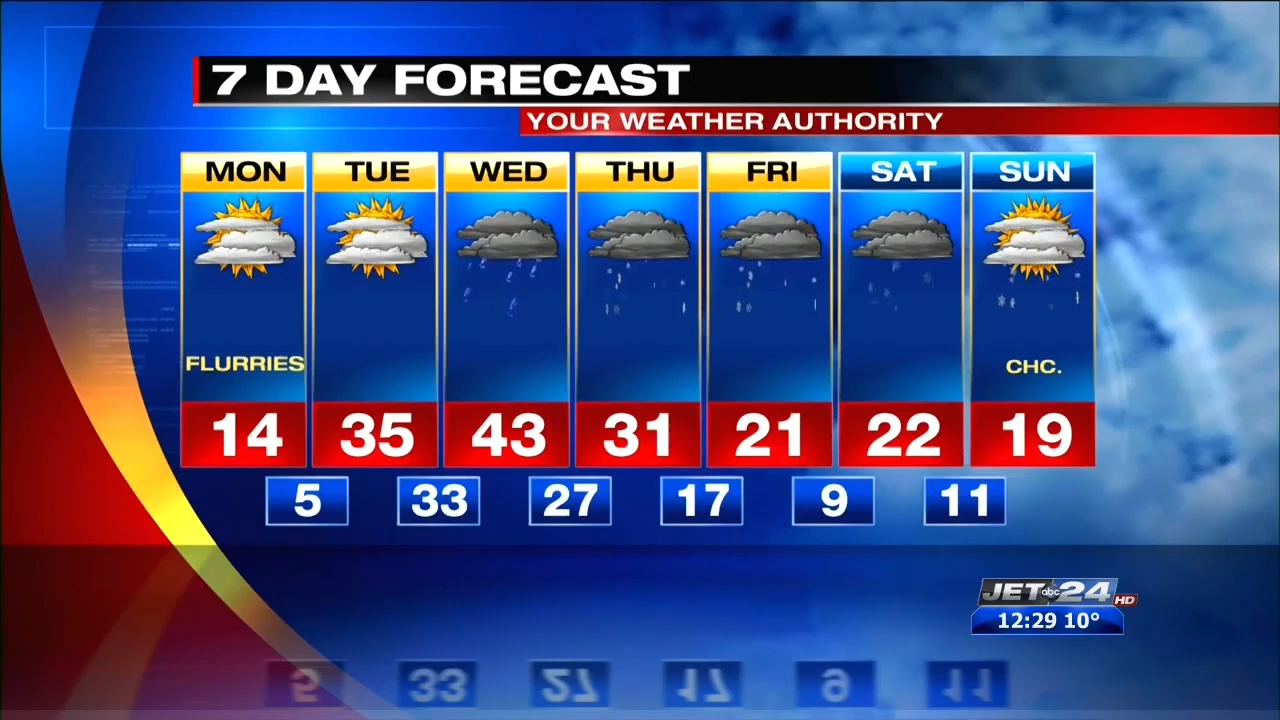 7 DAY FORECAST
YOUR WEATHER AUTHORITY
MON TUE WED THU FRI SAT SUN
FLURRIES CHC.
14 35 43 31 21 22 19
5 33 27 17 9 11
JET abc 24 HD
12:29 10°